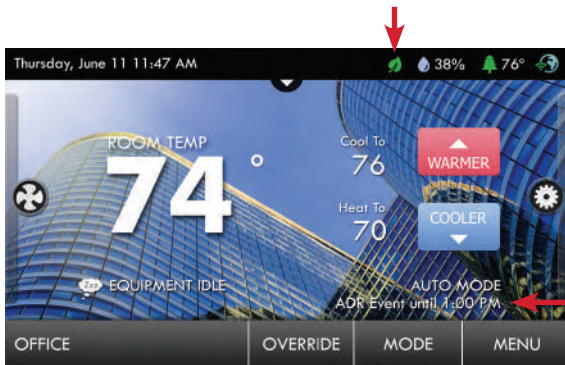 Thursday, June 11 11:47 AM 38% 76°
ROOM TEMP
74°
Cool To
76
WARMER
Heat To
70
COOLER
Zzz EQUIPMENT IDLE
AUTO MODE
ADR Event until 1:00 PM
OFFICE OVERRIDE MODE MENU